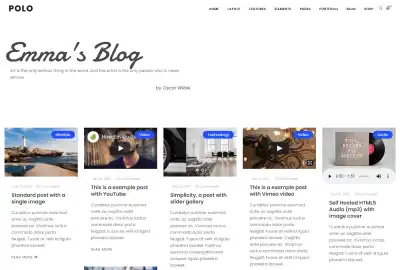 POLO
HOME LAYOUT FEATURES ELEMENTS PAGES PORTFOLIO BLOG SHOP
Emma's Blog
Art is the only serious thing in the world. And the artist is the only person who is never
serious.
by Oscar Wilde
Lifestyle
Video
Technology
Video
Audio
Standard post with a
single image
Curabitur pulvinar euismod
ante, ac sagittis ante
posuere ac. Vivamus luctus
commodo dolor porta
feugiat. Fusce at velit id ligula
pharetra laoreet.
READ MORE
This is a example post
with YouTube
Curabitur pulvinar euismod
ante, ac sagittis ante
posuere ac. Vivamus luctus
commodo dolor porta
feugiat. Fusce at velit id ligula
pharetra laoreet.
READ MORE
Simplicity, a post with
slider gallery
Curabitur pulvinar euismod
ante, ac sagittis ante
posuere ac. Vivamus luctus
commodo dolor porta
feugiat. Fusce at velit id ligula
pharetra laoreet.
This is a example post
with Vimeo video
Curabitur pulvinar euismod
ante, ac sagittis ante
posuere ac. Vivamus luctus
commodo dolor porta
feugiat. Fusce at velit id ligula
pharetra laoreet.
Self Hosted HTML5
Audio (mp3) with
image cover
Curabitur pulvinar euismod
ante, ac sagittis ante
posuere ac. Vivamus luctus
commodo dolor porta
feugiat. Fusce at velit id ligula